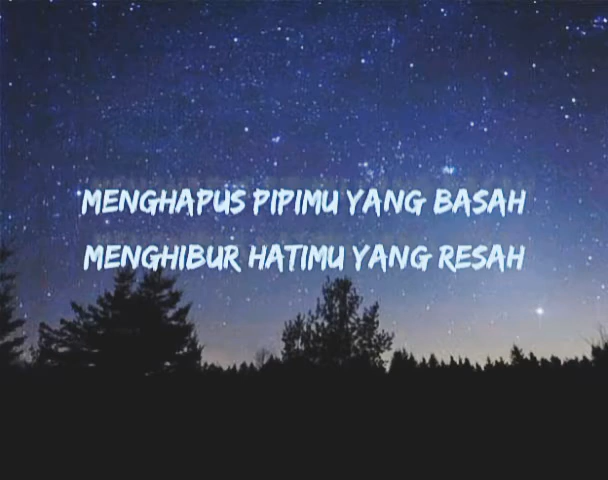 MENGHAPUS PIPIMU YANG BASAH
MENGHIBUR HATIMU YANG RESAH